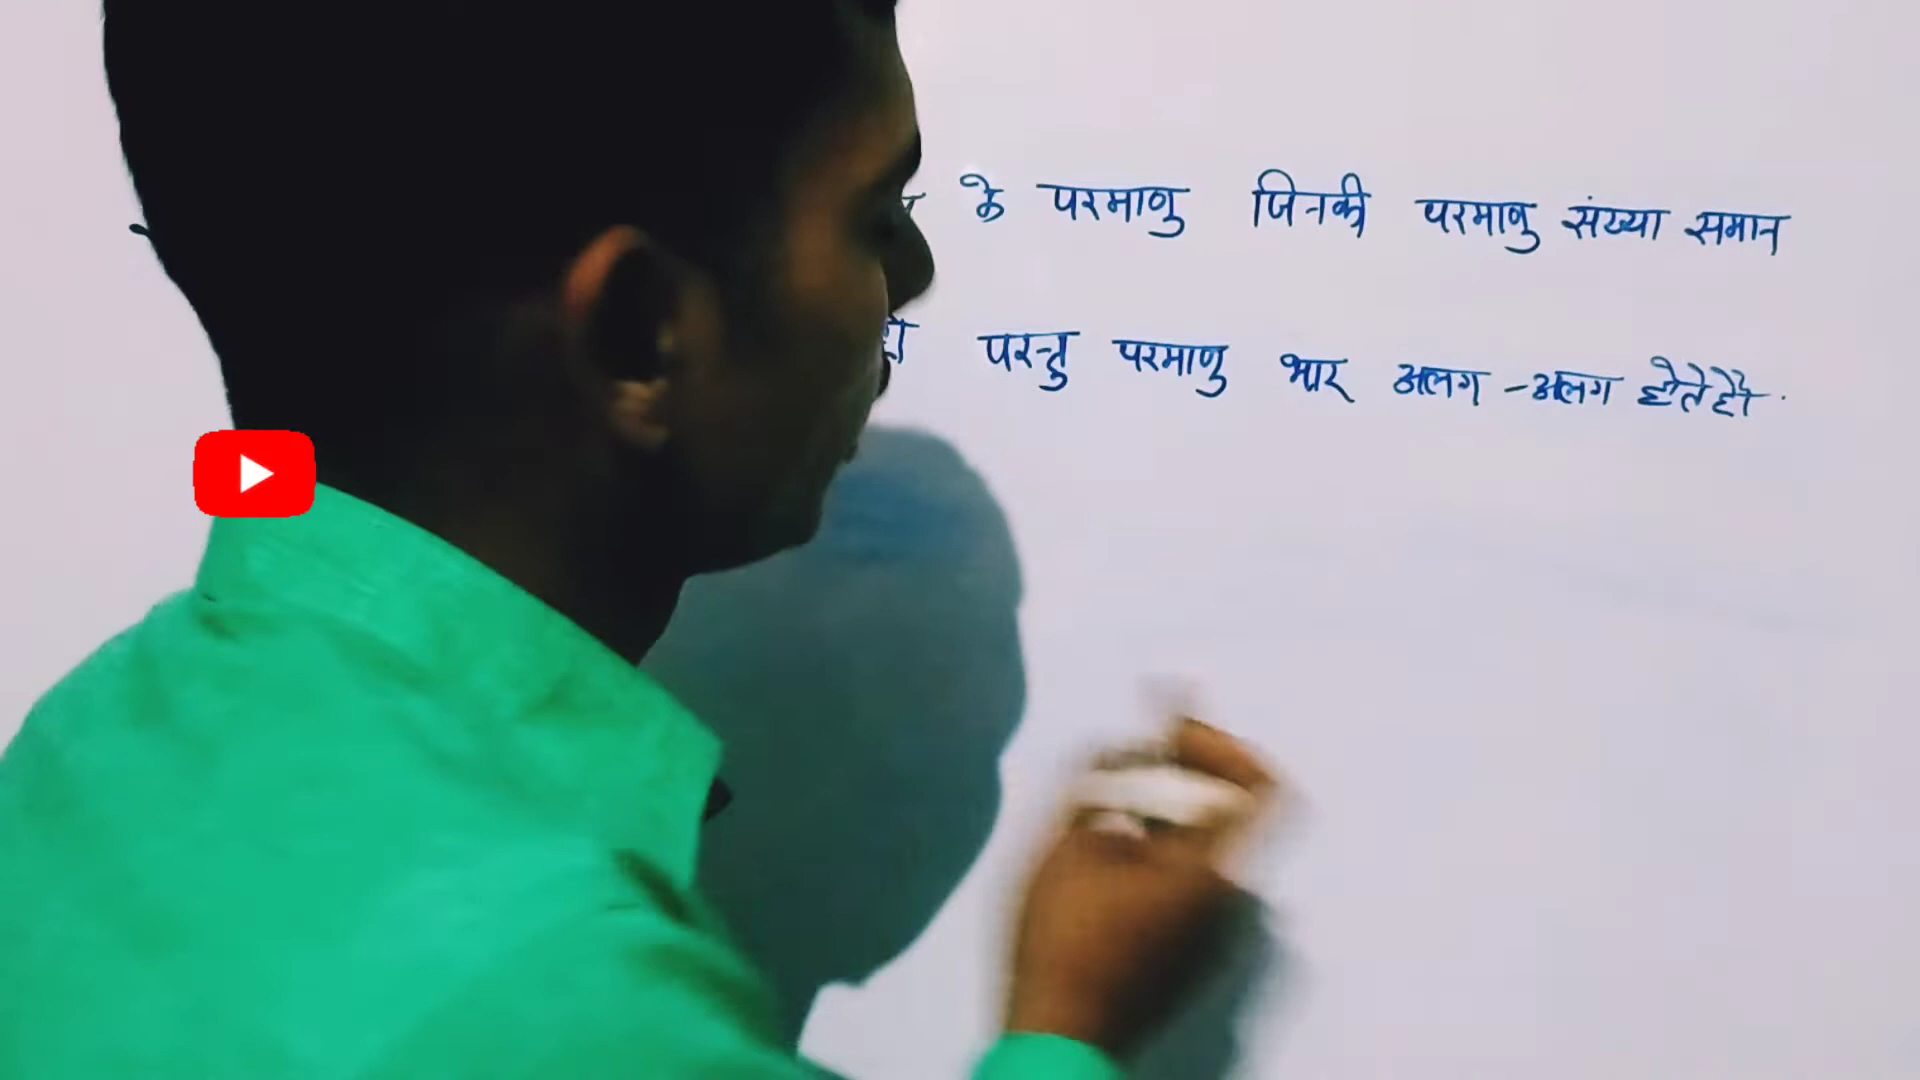 के परमाणु जिनकी परमाणु संख्या समान
परन्तु परमाणु भार अलग-अलग होते है।